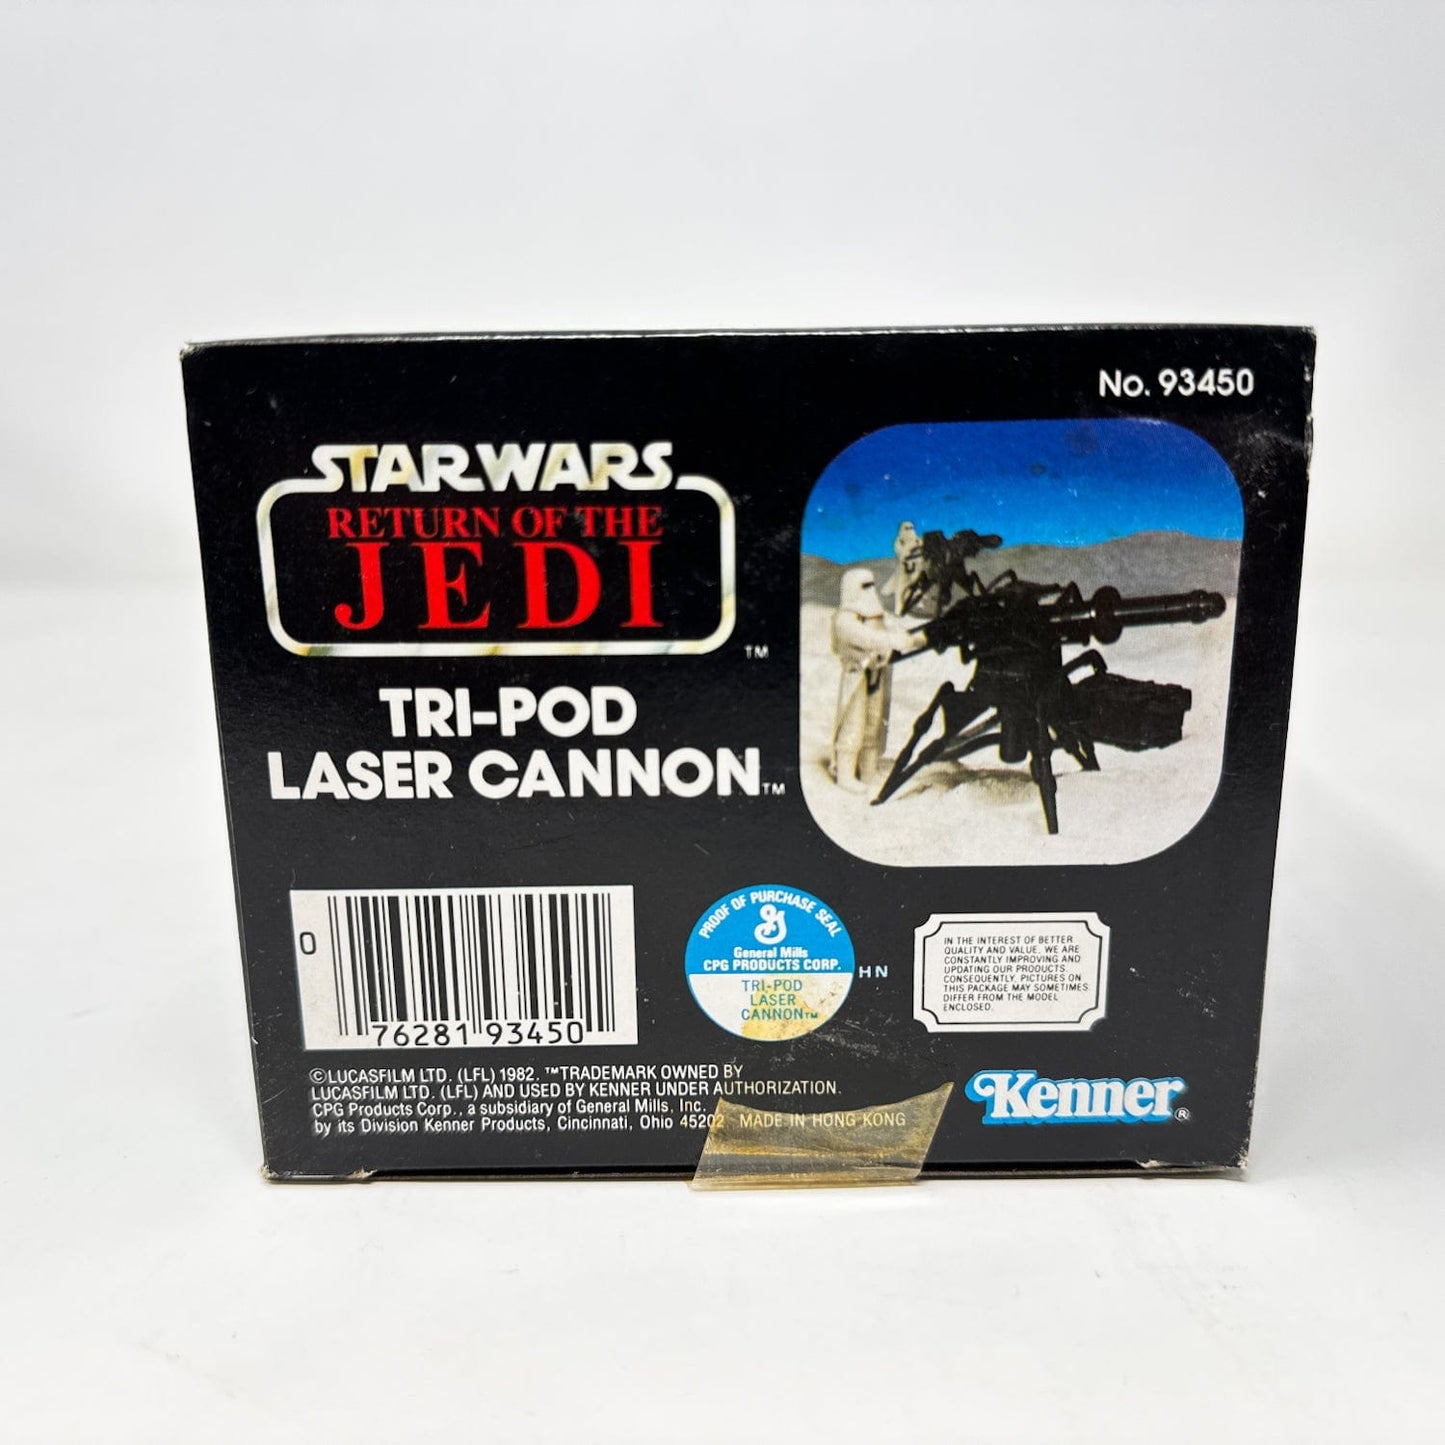 No. 93450
STAR WARS
RETURN OF THE
JEDI
TM
TRI-POD
LASER CANNON™
0
76281 93450
PROOF OF PURCHASE SEAL
General Mills
CPG PRODUCTS CORP.
TRI-POD
LASER
CANNON™
HN
IN THE INTEREST OF BETTER
QUALITY AND VALUE, WE ARE
CONSTANTLY IMPROVING AND
UPDATING OUR PRODUCTS.
CONSEQUENTLY, PICTURES ON
THIS PACKAGE MAY SOMETIMES
DIFFER FROM THE MODEL
ENCLOSED.
©LUCASFILM LTD. (LFL) 1982. ™TRADEMARK OWNED BY
LUCASFILM LTD. (LFL) AND USED BY KENNER UNDER AUTHORIZATION.
CPG Products Corp., a subsidiary of General Mills, Inc.
by its Division Kenner Products, Cincinnati, Ohio 45202 MADE IN HONG KONG
Kenner®